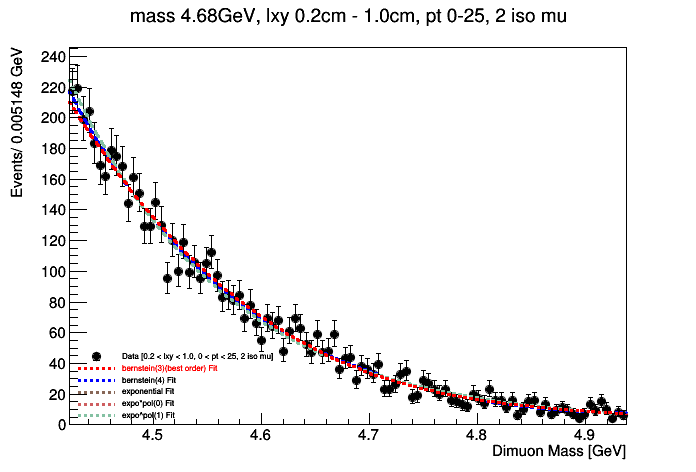 mass 4.68GeV, lxy 0.2cm - 1.0cm, pt 0-25, 2 iso mu
Events/ 0.005148 GeV
240
220
200
180
160
140
120
100
80
60
40
20
0
Data [0.2 < lxy < 1.0, 0 < pt < 25, 2 iso mu]
bernstein(3)(best order) Fit
bernstein(4) Fit
exponential Fit
expo*pol(0) Fit
expo*pol(1) Fit
4.5 4.6 4.7 4.8 4.9
Dimuon Mass [GeV]